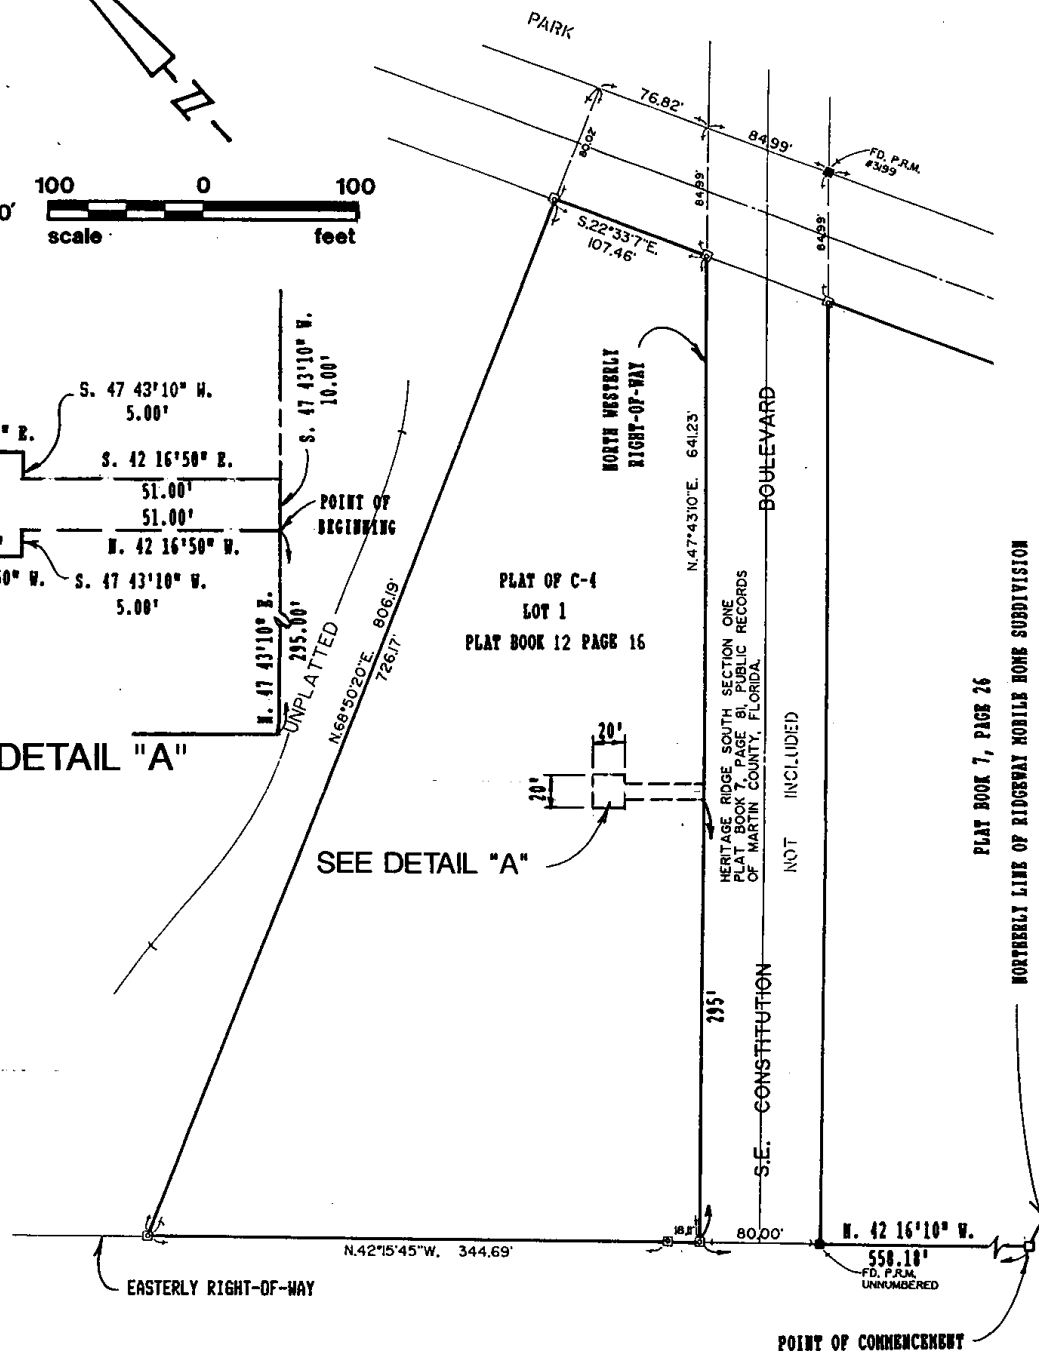 PARK
Z
76.82'
84.99'
FD. P.R.M.
#3199
80.02'
84.99'
84.99'
100 0 100
0'
scale feet
S.22°33'7"E.
107.46'
S. 47 43'10" W.
10.00'
S. 47 43'10" W.
5.00'
" E.
S. 42 16'50" E.
51.00'
51.00'
N. 42 16'50" W.
POINT OF
BEGINNING
0" W.
S. 47 43'10" W.
5.00'
N. 47 43'10" E.
295.00'
DETAIL "A"
UNPLATTED
N.68°50'20"E. 806.19'
726.17'
NORTH WESTERLY
RIGHT-OF-WAY
N.47°43'10"E. 641.23'
PLAT OF C-4
LOT 1
PLAT BOOK 12 PAGE 16
20'
20'
SEE DETAIL "A"
HERITAGE RIDGE SOUTH SECTION ONE
PLAT BOOK 7, PAGE 81, PUBLIC RECORDS
OF MARTIN COUNTY, FLORIDA.
S.E. CONSTITUTION BOULEVARD
NOT INCLUDED
295'
PLAT BOOK 7, PAGE 26
NORTHERLY LINE OF RIDGEWAY MOBILE HOME SUBDIVISION
N.42°15'45"W. 344.69'
18.11'
80.00'
N. 42 16'10" W.
558.18'
FD. P.R.M.
UNNUMBERED
EASTERLY RIGHT-OF-WAY
POINT OF COMMENCEMENT